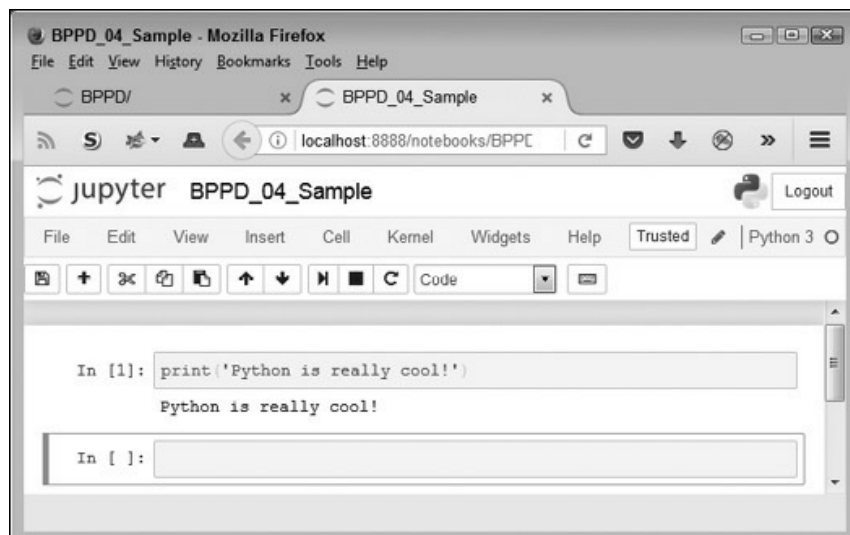 BPPD_04_Sample - Mozilla Firefox
File Edit View History Bookmarks Tools Help
BPPD/ BPPD_04_Sample
S localhost:8888/notebooks/BPPD
jupyter BPPD_04_Sample Logout
File Edit View Insert Cell Kernel Widgets Help Trusted Python 3
Code
In [1]: print('Python is really cool!')
Python is really cool!
In [ ]: